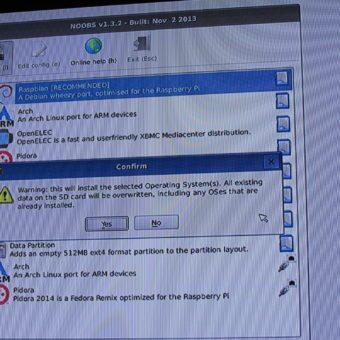 NOOBS v1.3.2 - Built: Nov 2 2013
(i)
Edit config (e)
Online help (h)
Exit (Esc)
Raspbian [RECOMMENDED]
A Debian wheezy port, optimised for the Raspberry Pi
Arch
An Arch Linux port for ARM devices
OpenELEC
OpenELEC is a fast and userfriendly XBMC Mediacenter distribution.
Pidora
Confirm
Warning: this will install the selected Operating System(s). All existing
data on the SD card will be overwritten, including any OSes that are
already installed.
Yes
No
Data Partition
Adds an empty 512MB ext4 format partition to the partition layout.
Arch
An Arch Linux port for ARM devices
Pidora
Pidora 2014 is a Fedora Remix optimized for the Raspberry Pi